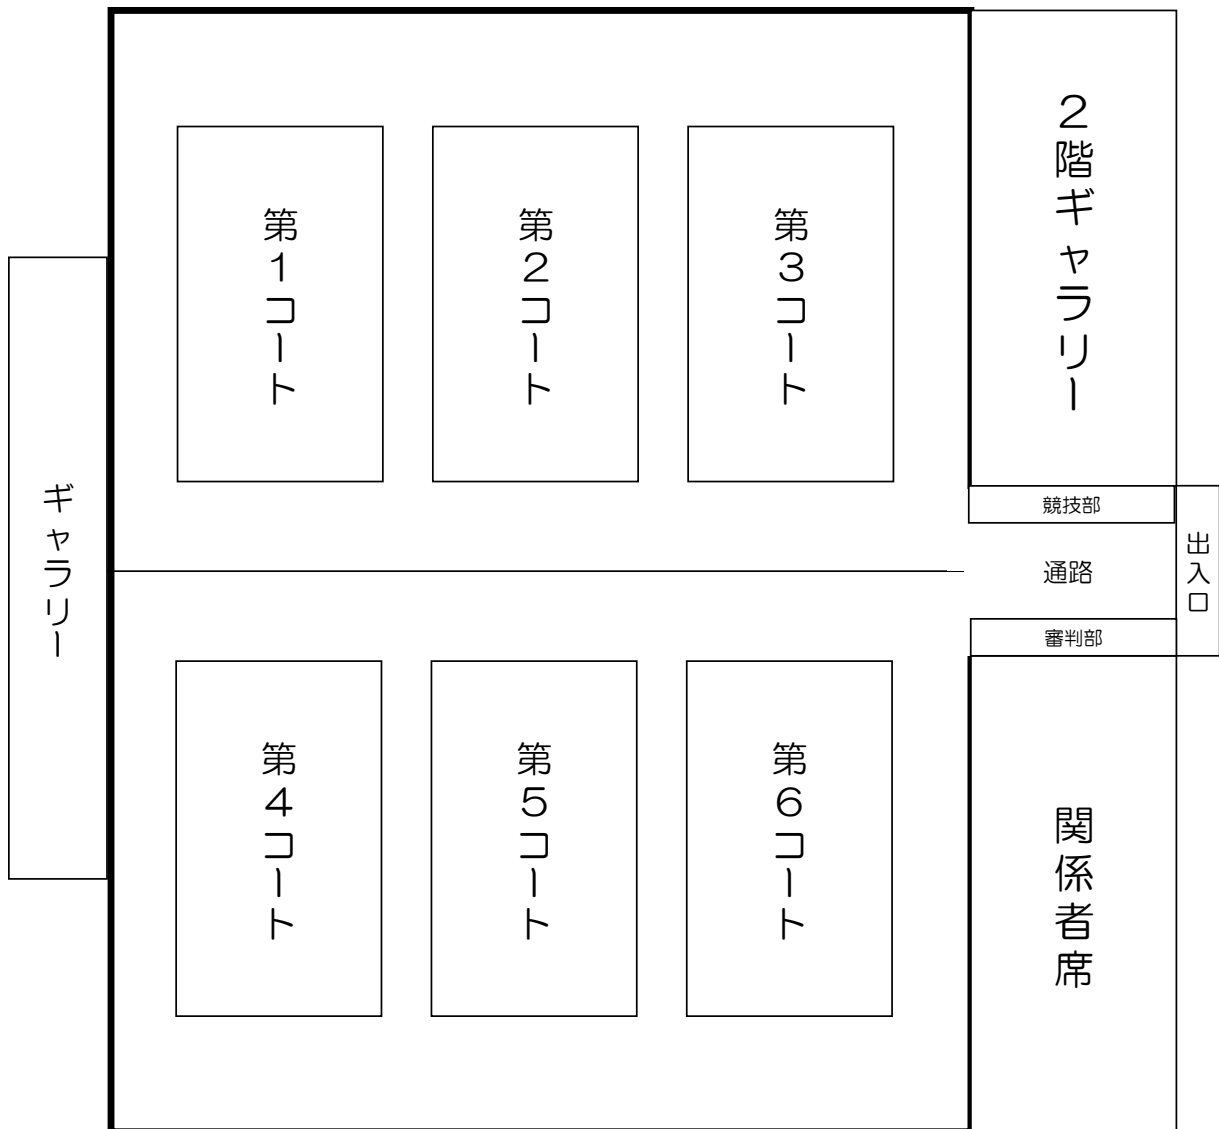 第1コート
第2コート
第3コート
2階ギャラリー
ギャラリー
競技部
通路
出入口
審判部
第4コート
第5コート
第6コート
関係者席